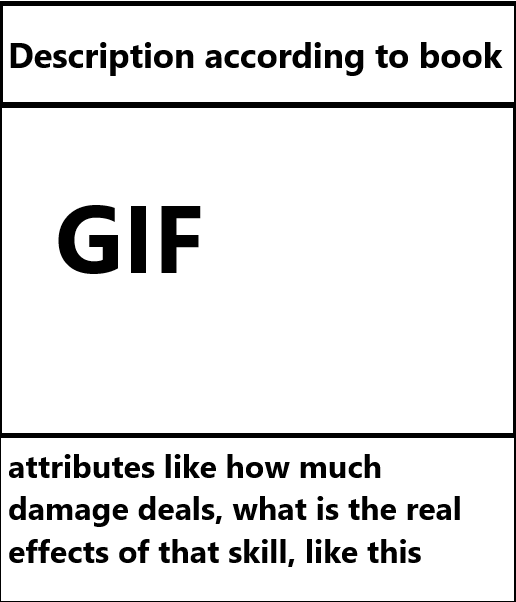 Description according to book
GIF
attributes like how much
damage deals, what is the real
effects of that skill, like this